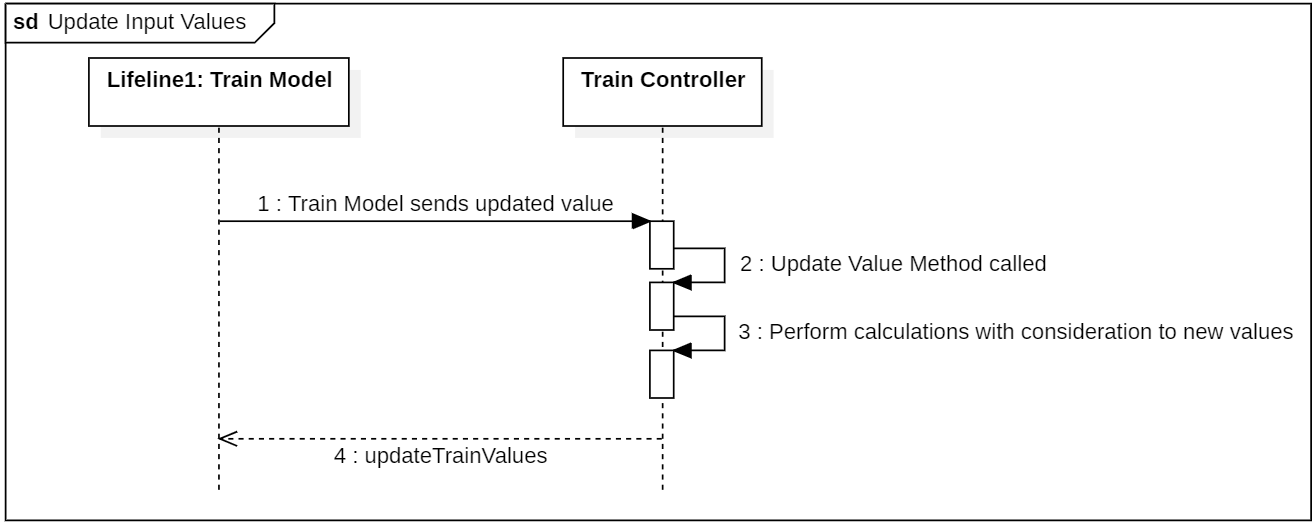 sd Update Input Values
Lifeline1: Train Model
Train Controller
1 : Train Model sends updated value
2 : Update Value Method called
3 : Perform calculations with consideration to new values
4 : updateTrainValues